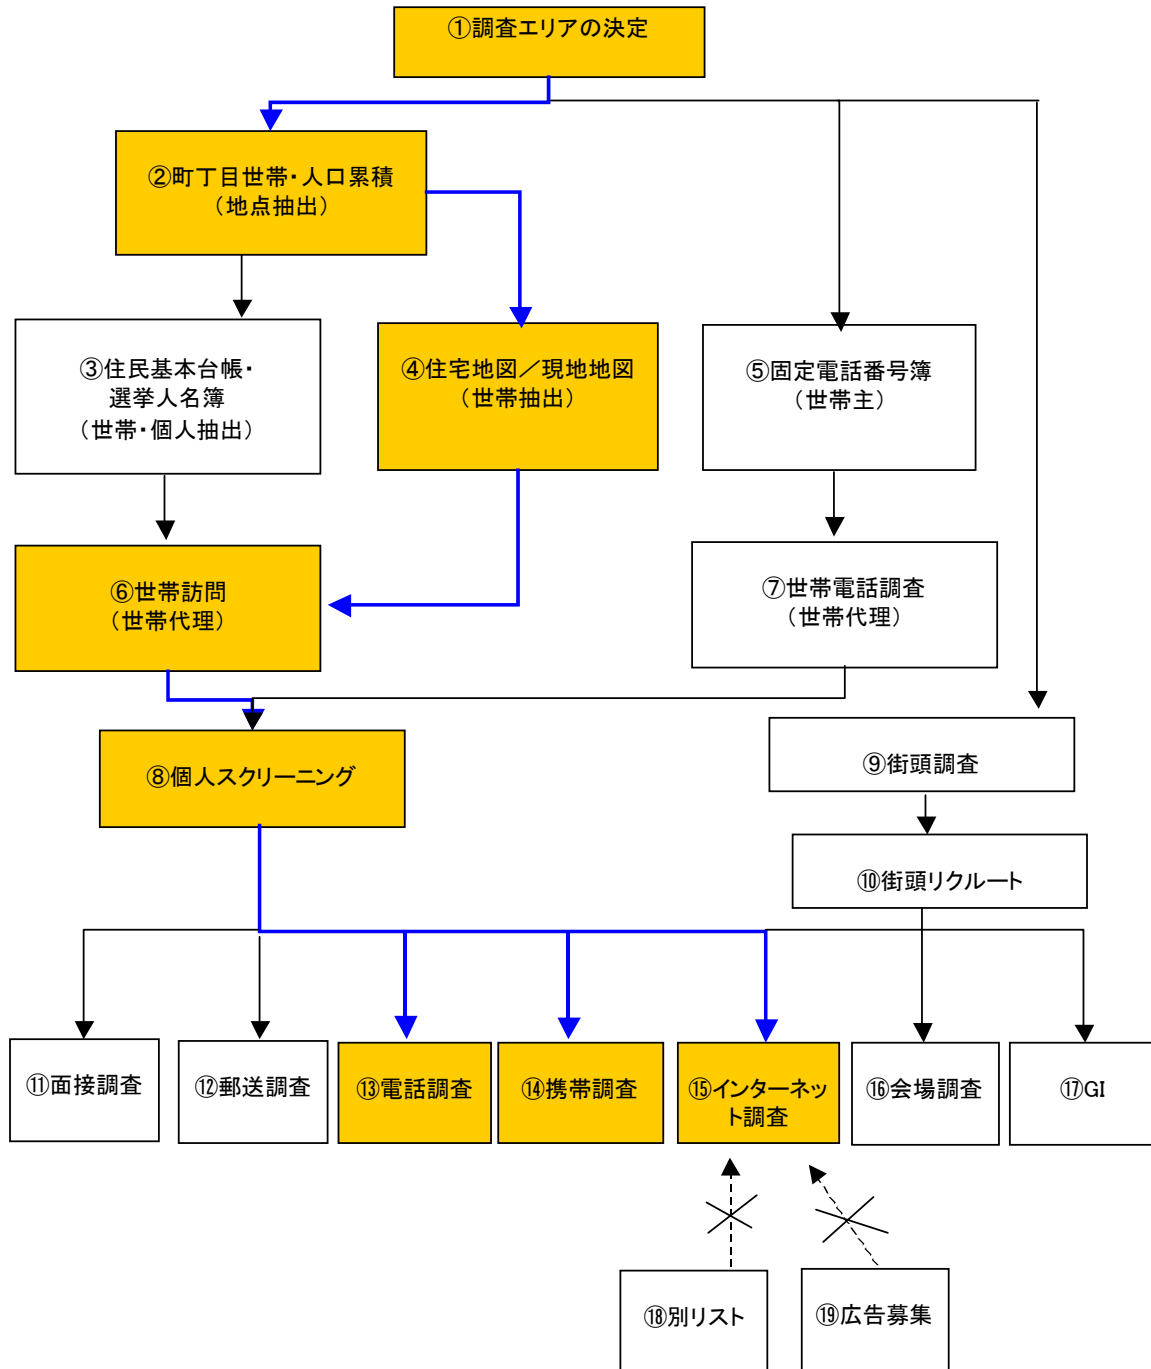 ①調査エリアの決定
②町丁目世帯・人口累積
（地点抽出）
③住民基本台帳・
選挙人名簿
（世帯・個人抽出）
④住宅地図／現地地図
（世帯抽出）
⑤固定電話番号簿
（世帯主）
⑥世帯訪問
（世帯代理）
⑦世帯電話調査
（世帯代理）
⑧個人スクリーニング
⑨街頭調査
⑩街頭リクルート
⑪面接調査
⑫郵送調査
⑬電話調査
⑭携帯調査
⑮インターネッ
ト調査
⑯会場調査
⑰GI
⑱別リスト
⑲広告募集